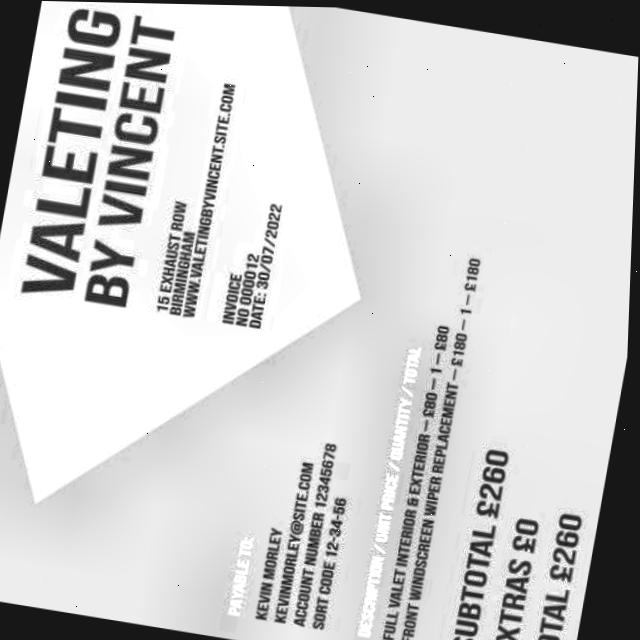 VALETING
BY VINCENT
15 EXHAUST ROW
BIRMINGHAM
WWW.VALETINGBYVINCENT.SITE.COM
INVOICE
NO 000012
DATE: 30/07/2022
PAYABLE TO:
KEVIN MORLEY
KEVINMORLEY@SITE.COM
ACCOUNT NUMBER 12345678
SORT CODE 12-34-56
DESCRIPTION / UNIT PRICE / QUANTITY / TOTAL
FULL VALET INTERIOR & EXTERIOR – £80 – 1 – £80
FRONT WINDSCREEN WIPER REPLACEMENT – £180 – 1 – £180
SUBTOTAL £260
XTRAS £0
TAL £260